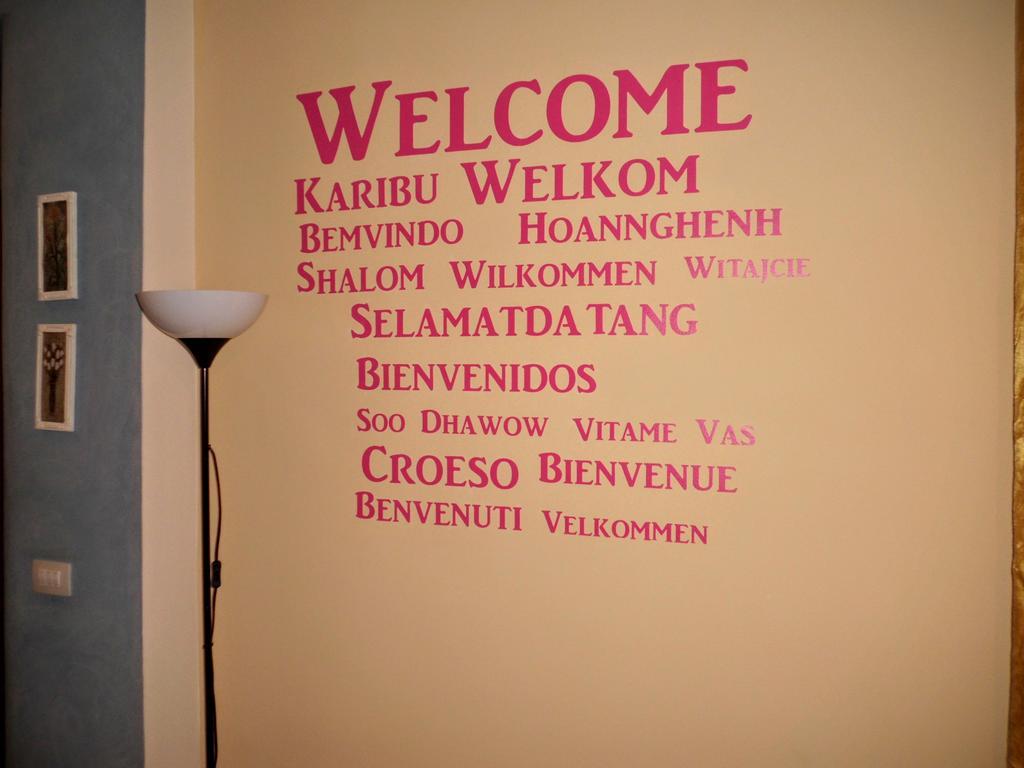 WELCOME
KARIBU WELKOM
BEMVINDO HOANNGHENH
SHALOM WILKOMMEN WITAJCIE
SELAMATDA TANG
BIENVENIDOS
SOO DHAWOW VITAME VAS
CROESO BIENVENUE
BENVENUTI VELKOMMEN